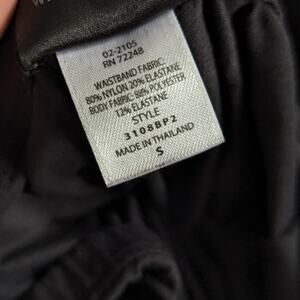 02-2105
RN 72248
WAISTBAND FABRIC:
80% NYLON 20% ELASTANE
BODY FABRIC: 88% POLYESTER
12% ELASTANE
STYLE
3108BP2
MADE IN THAILAND
S